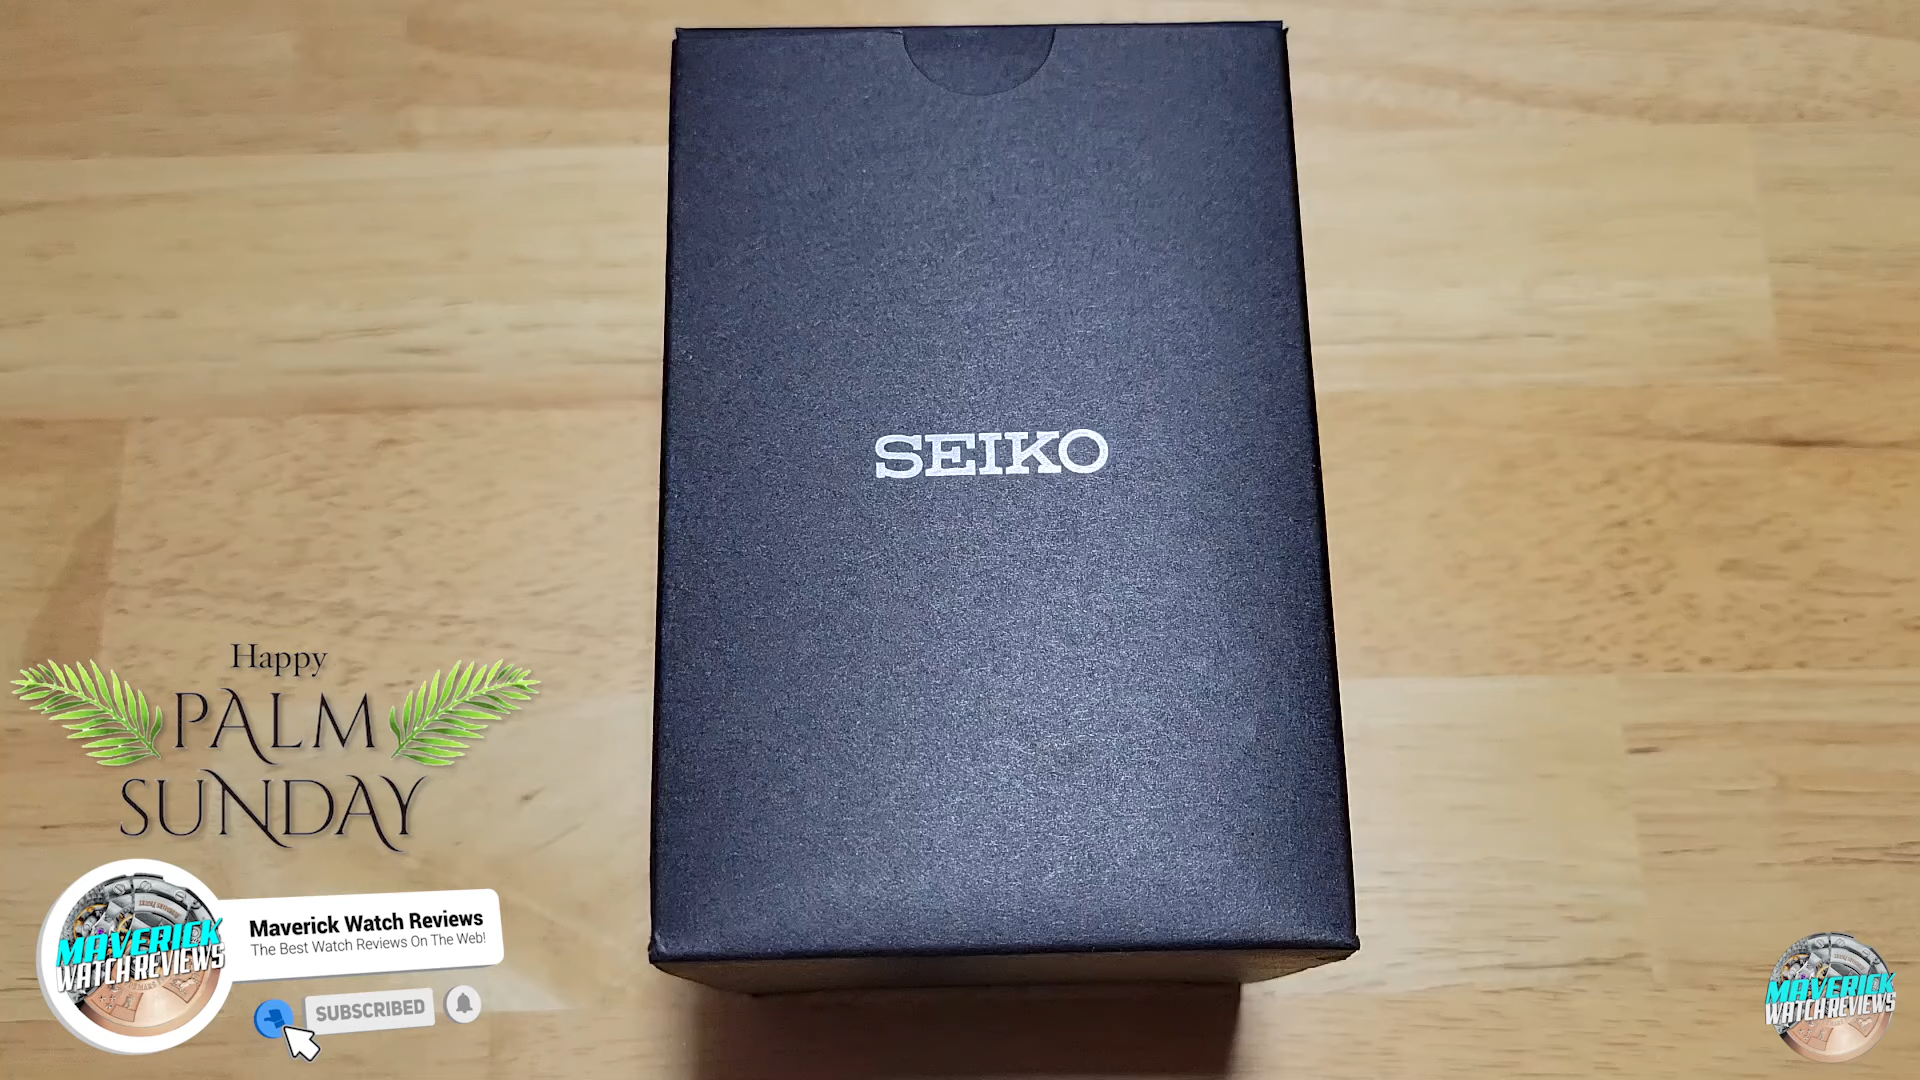 SEIKO
Happy
PALM
SUNDAY
MAVERICK
WATCH REVIEWS
Maverick Watch Reviews
The Best Watch Reviews On The Web!
SUBSCRIBED
MAVERICK
WATCH REVIEWS